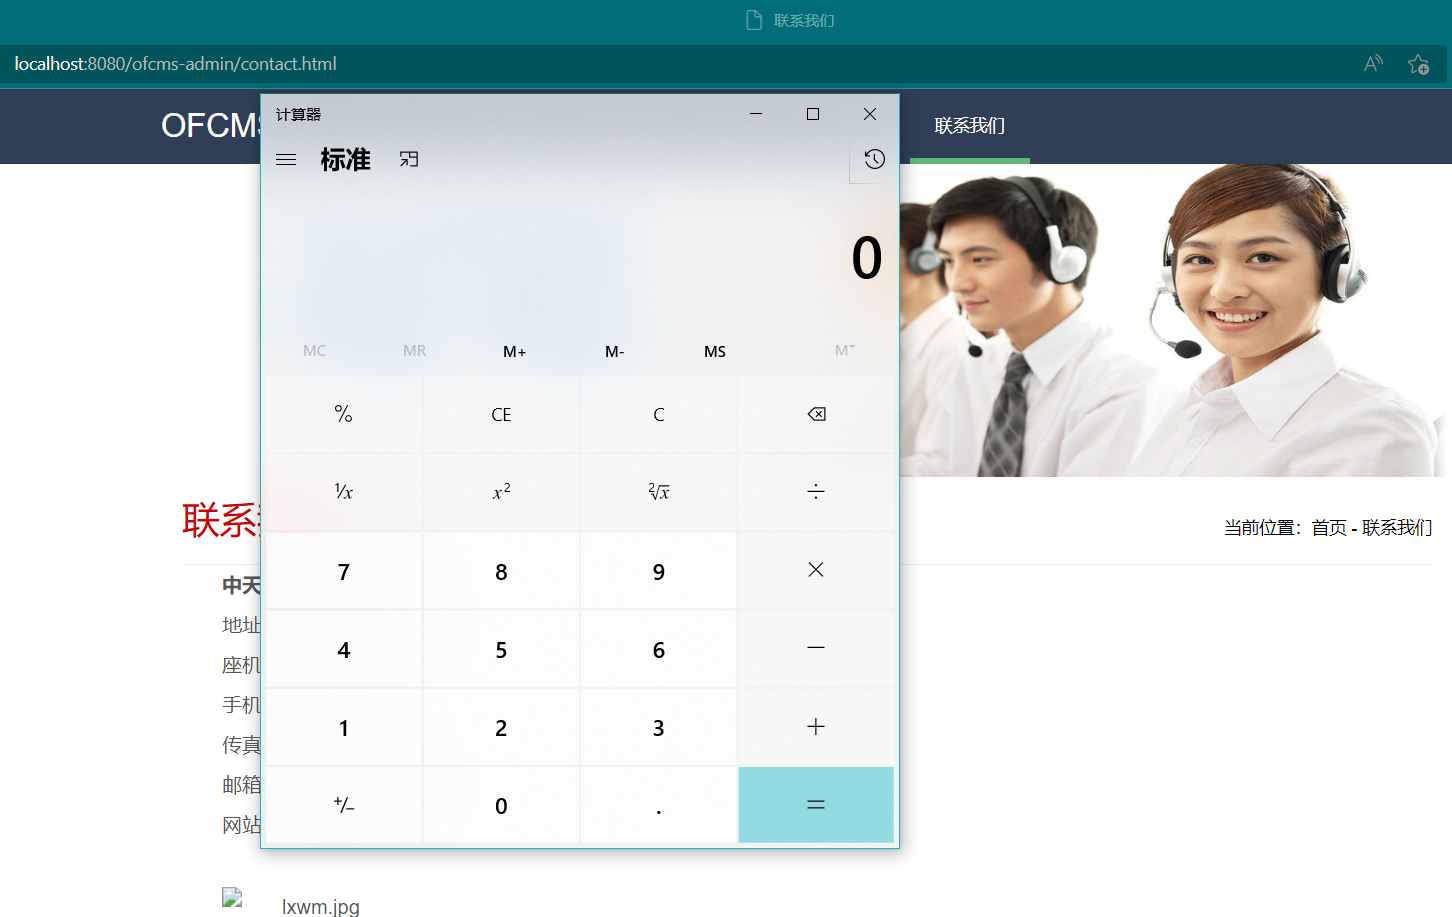 联系我们
localhost:8080/ofcms-admin/contact.html
OFCMS
联系我们
计算器
标准
0
MC MR M+ M- MS M
% CE C
¹/x x² ²√x ÷
7 8 9 ×
4 5 6 −
1 2 3 +
+/− 0 . =
联系
当前位置：首页 - 联系我们
中天
地址
座机
手机
传真
邮箱
网站
lxwm.jpg